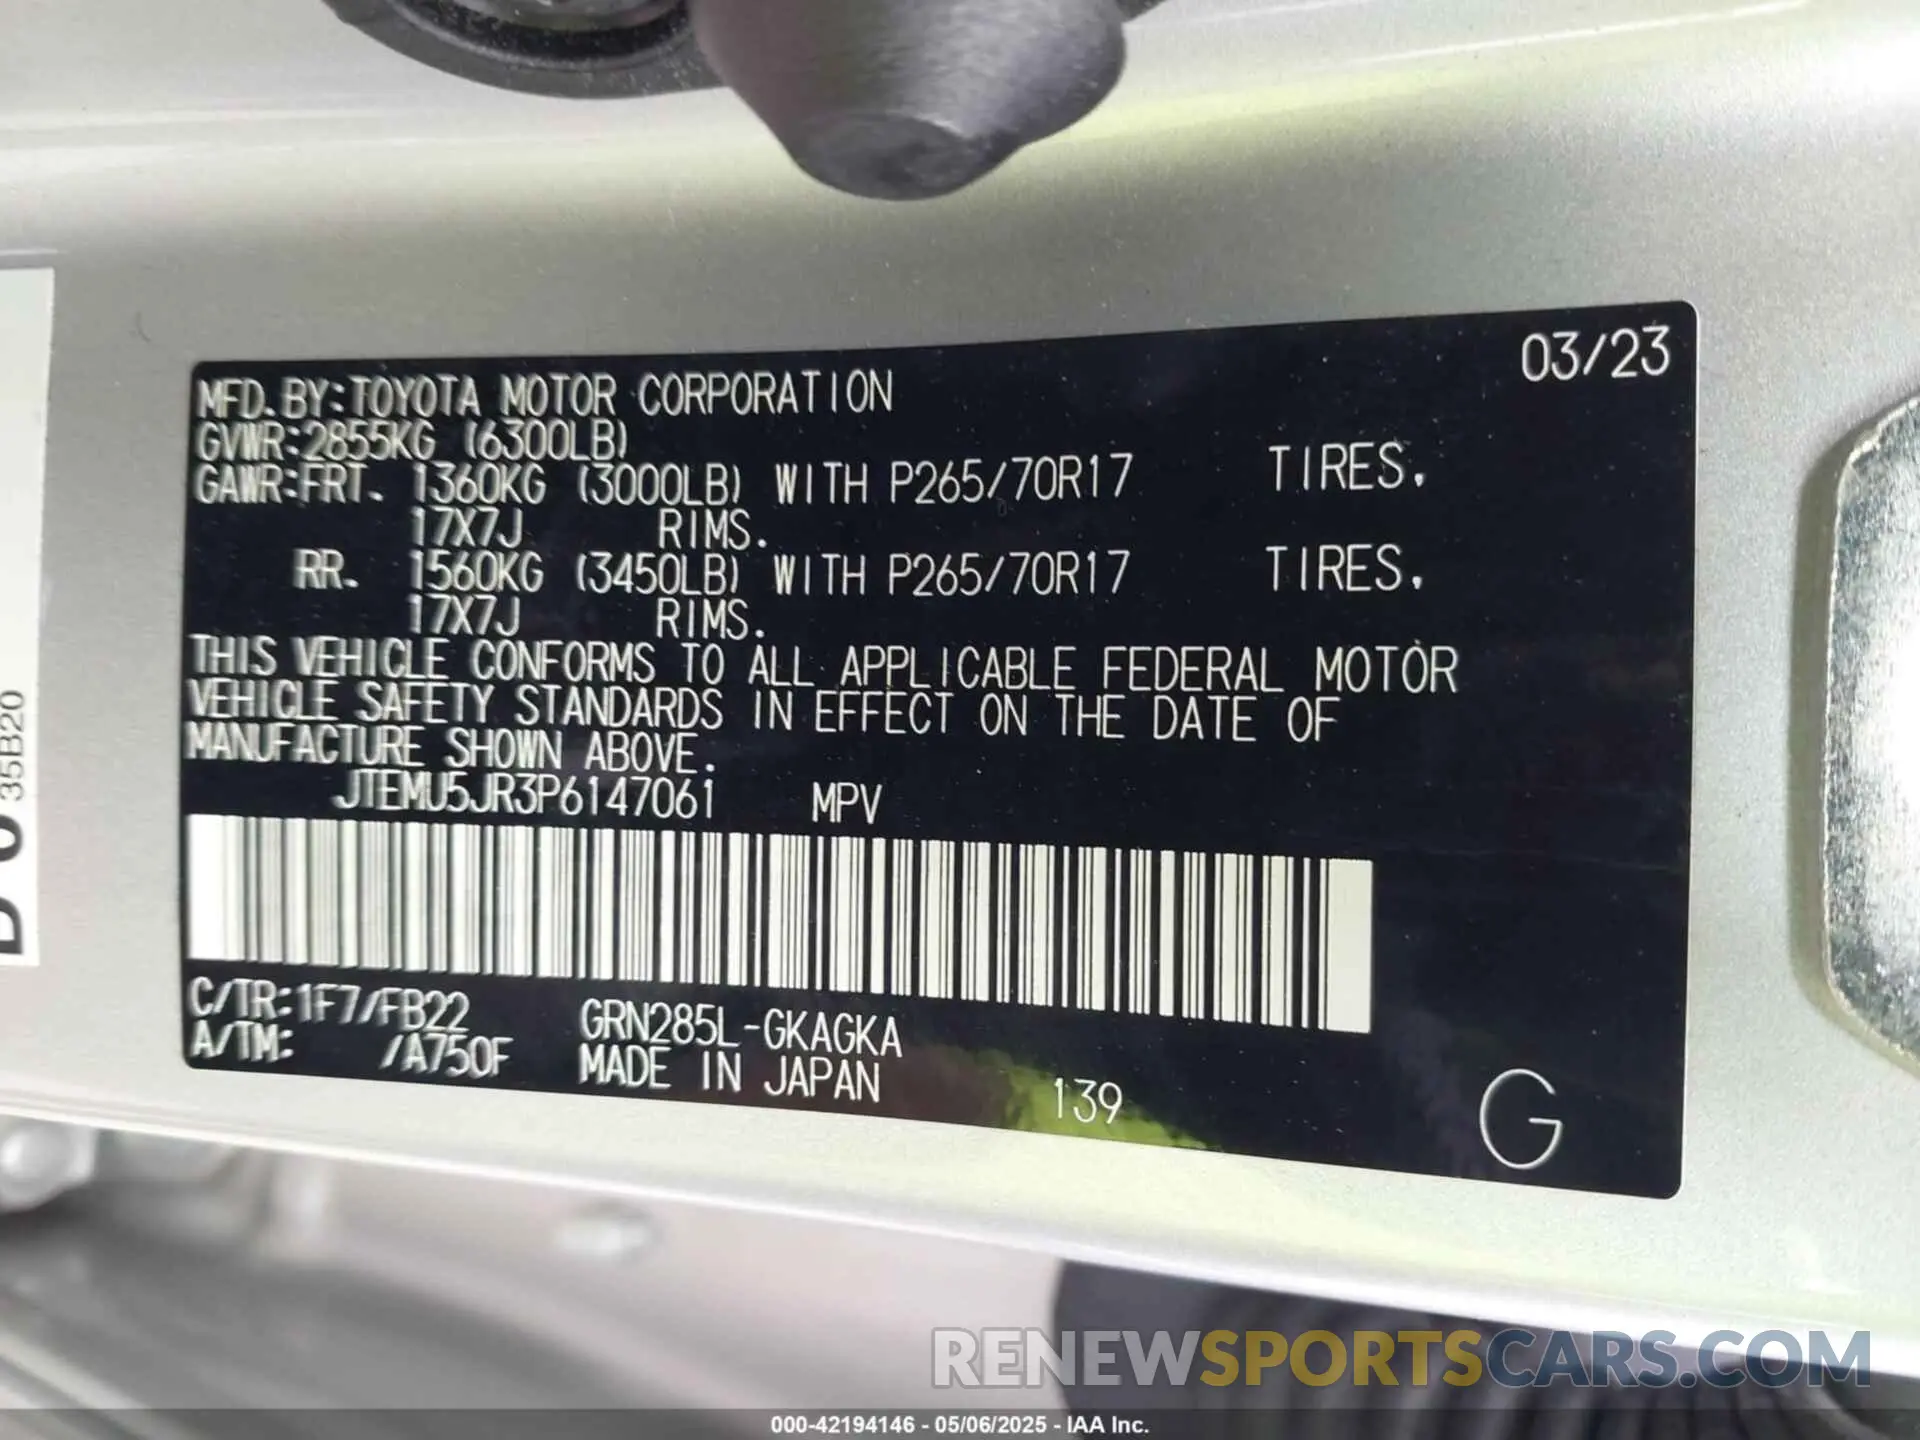 03/23
MFD. BY:TOYOTA MOTOR CORPORATION
GVWR:2855KG (6300LB)
GAWR:FRT. 1360KG (3000LB) WITH P265/70R17 TIRES.
17X7J RIMS.
RR. 1560KG (3450LB) WITH P265/70R17 TIRES.
17X7J RIMS.
THIS VEHICLE CONFORMS TO ALL APPLICABLE FEDERAL MOTOR
VEHICLE SAFETY STANDARDS IN EFFECT ON THE DATE OF
MANUFACTURE SHOWN ABOVE.
JTEMU5JR3P6147061 MPV
C/TR:1F7/FB22 GRN285L-GKAGKA
A/TM: /A750F MADE IN JAPAN
139
G
35B20
RENEWSPORTSCARS.COM
000-42194146 - 05/06/2025 - IAA Inc.